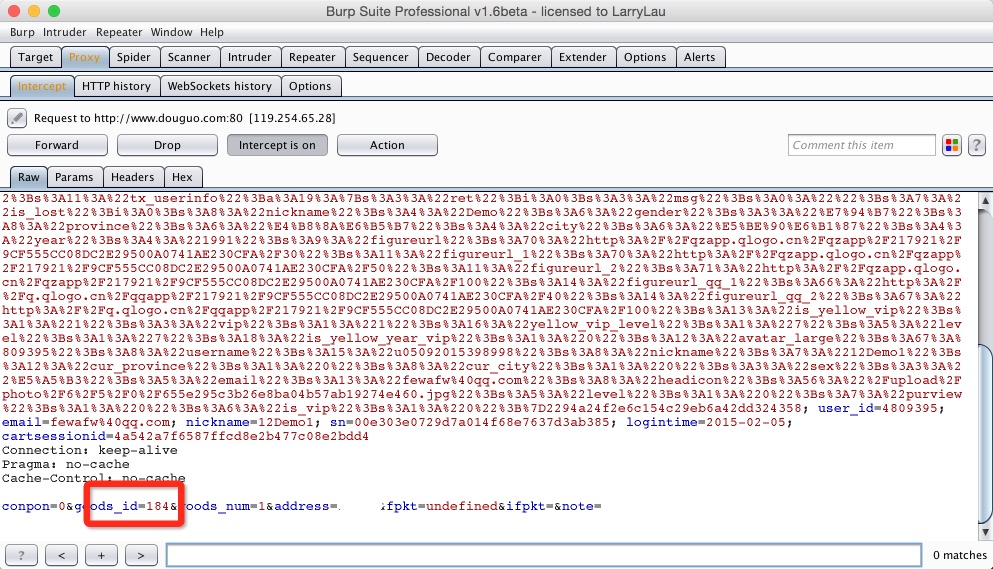 Burp Suite Professional v1.6beta - licensed to LarryLau
Burp Intruder Repeater Window Help
Target Proxy Spider Scanner Intruder Repeater Sequencer Decoder Comparer Extender Options Alerts
Intercept HTTP history WebSockets history Options
Request to http://www.douguo.com:80 [119.254.65.28]
Forward Drop Intercept is on Action Comment this item ?
Raw Params Headers Hex
2%3Bs%3A11%3A%22tx_userinfo%22%3Ba%3A19%3A%7Bs%3A3%3A%22ret%22%3Bi%3A0%3Bs%3A3%3A%22msg%22%3Bs%3A0%3A%22%22%3Bs%3A7%3A%2
2is_lost%22%3Bi%3A0%3Bs%3A8%3A%22nickname%22%3Bs%3A4%3A%22Demo%22%3Bs%3A6%3A%22gender%22%3Bs%3A3%3A%22%E7%94%B7%22%3Bs%3
A8%3A%22province%22%3Bs%3A6%3A%22%E4%B8%8A%E6%B5%B7%22%3Bs%3A4%3A%22city%22%3Bs%3A6%3A%22%E5%BE%90%E6%B1%87%22%3Bs%3A4%3
A%22year%22%3Bs%3A4%3A%221991%22%3Bs%3A9%3A%22figureurl%22%3Bs%3A70%3A%22http%3A%2F%2Fqzapp.qlogo.cn%2Fqzapp%2F217921%2F
9CF555CC08DC2E29500A0741AE230CFA%2F30%22%3Bs%3A11%3A%22figureurl_1%22%3Bs%3A70%3A%22http%3A%2F%2Fqzapp.qlogo.cn%2Fqzapp%
2F217921%2F9CF555CC08DC2E29500A0741AE230CFA%2F50%22%3Bs%3A11%3A%22figureurl_2%22%3Bs%3A71%3A%22http%3A%2F%2Fqzapp.qlogo.
cn%2Fqzapp%2F217921%2F9CF555CC08DC2E29500A0741AE230CFA%2F100%22%3Bs%3A14%3A%22figureurl_qq_1%22%3Bs%3A66%3A%22http%3A%2F
%2Fq.qlogo.cn%2Fqqapp%2F217921%2F9CF555CC08DC2E29500A0741AE230CFA%2F40%22%3Bs%3A14%3A%22figureurl_qq_2%22%3Bs%3A67%3A%22
http%3A%2F%2Fq.qlogo.cn%2Fqqapp%2F217921%2F9CF555CC08DC2E29500A0741AE230CFA%2F100%22%3Bs%3A13%3A%22is_yellow_vip%22%3Bs%
3A1%3A%221%22%3Bs%3A3%3A%22vip%22%3Bs%3A1%3A%221%22%3Bs%3A16%3A%22yellow_vip_level%22%3Bs%3A1%3A%227%22%3Bs%3A5%3A%22lev
el%22%3Bs%3A1%3A%227%22%3Bs%3A18%3A%22is_yellow_year_vip%22%3Bs%3A1%3A%220%22%3Bs%3A12%3A%22avatar_large%22%3Bs%3A67%3A%
809395%22%3Bs%3A8%3A%22username%22%3Bs%3A15%3A%22u05092015398998%22%3Bs%3A8%3A%22nickname%22%3Bs%3A7%3A%2212Demo1%22%3Bs
%3A12%3A%22cur_province%22%3Bs%3A1%3A%220%22%3Bs%3A8%3A%22cur_city%22%3Bs%3A1%3A%220%22%3Bs%3A3%3A%22sex%22%3Bs%3A3%3A%2
2%E5%A5%B3%22%3Bs%3A5%3A%22email%22%3Bs%3A13%3A%22fewafw%40qq.com%22%3Bs%3A8%3A%22headicon%22%3Bs%3A56%3A%22%2Fupload%2F
photo%2F6%2F5%2F0%2F655e295c3b26e8ba04b57ab19274e460.jpg%22%3Bs%3A5%3A%22level%22%3Bs%3A1%3A%220%22%3Bs%3A7%3A%22purview
%22%3Bs%3A1%3A%220%22%3Bs%3A6%3A%22is_vip%22%3Bs%3A1%3A%220%22%3B%7D2294a24f2e6c154c29eb6a42dd324358; user_id=4809395;
email=fewafw%40qq.com; nickname=12Demo1; sn=00e303e0729d7a014f68e7637d3ab385; logintime=2015-02-05;
cartsessionid=4a542a7f6587ffcd8e2b477c08e2bdd4
Connection: keep-alive
Pragma: no-cache
Cache-Control: no-cache
conpon=0&goods_id=184&goods_num=1&address= ifpkt=undefined&ifpkt=&note=
? < + > 0 matches